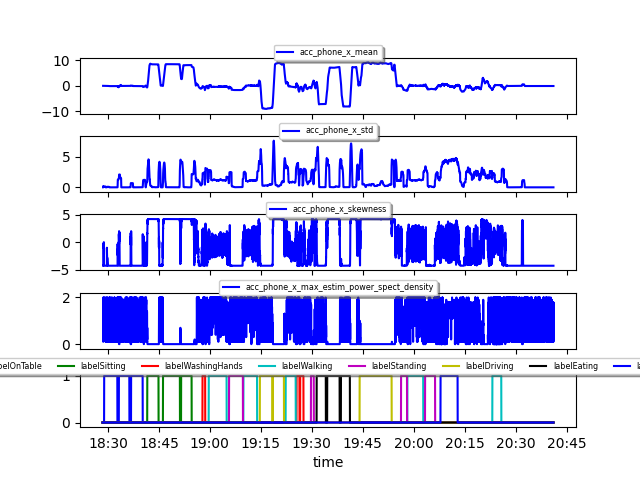 acc_phone_x_mean
10
0
−10
acc_phone_x_std
5
0
acc_phone_x_skewness
5
0
−5
acc_phone_x_max_estim_power_spect_density
2
0
belOnTable labelSitting labelWashingHands labelWalking labelStanding labelDriving labelEating
1
0
18:30 18:45 19:00 19:15 19:30 19:45 20:00 20:15 20:30 20:45
time